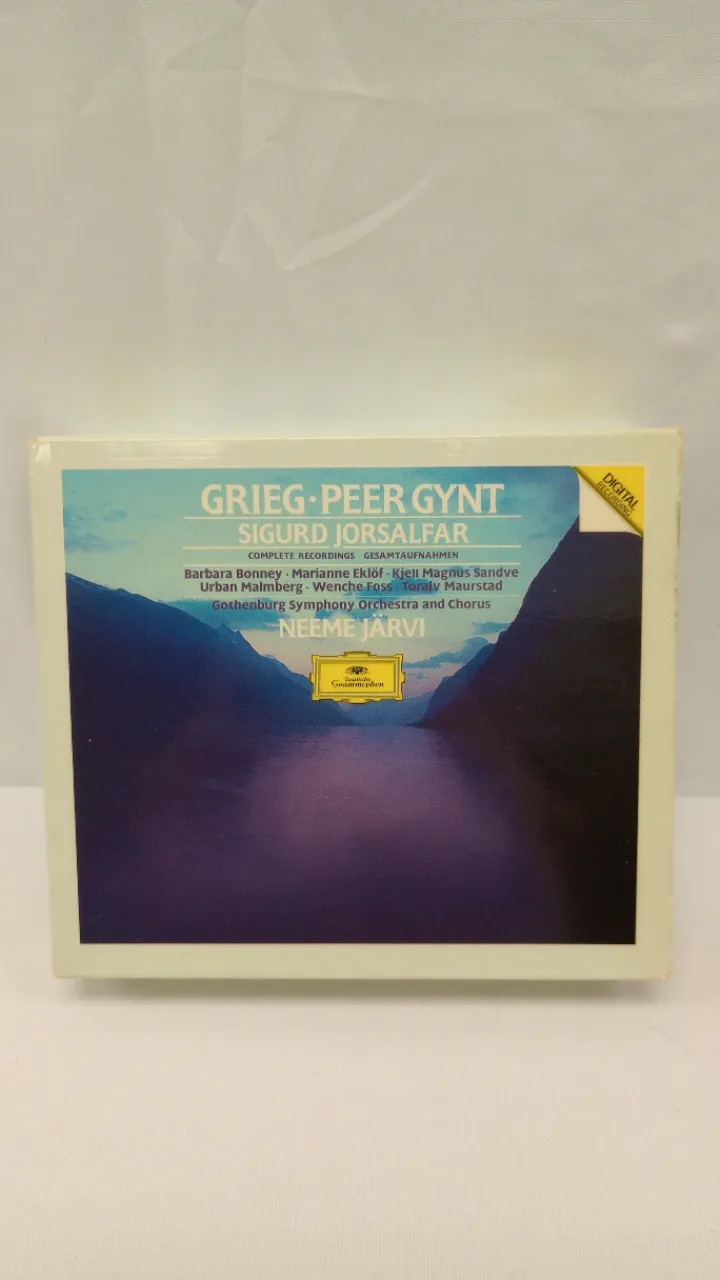 GRIEG·PEER GYNT
SIGURD JORSALFAR
COMPLETE RECORDINGS GESAMTAUFNAHMEN
Barbara Bonney · Marianne Eklöf · Kjell Magnus Sandve
Urban Malmberg · Wenche Foss · Toralv Maurstad
Gothenburg Symphony Orchestra and Chorus
NEEME JÄRVI
Deutsche
Grammophon
DIGITAL
RECORDING